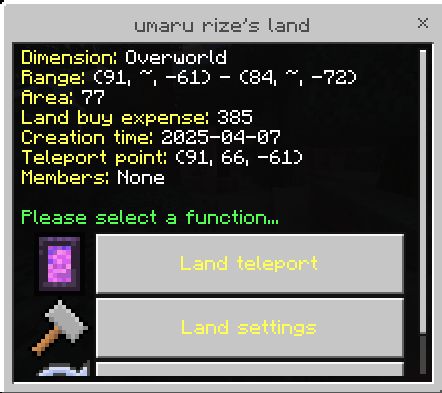 umaru rize's land
×
Dimension: Overworld
Range: (91, ~, -61) - (84, ~, -72)
Area: 77
Land buy expense: 385
Creation time: 2025-04-07
Teleport point: (91, 66, -61)
Members: None
Please select a function...
Land teleport
Land settings